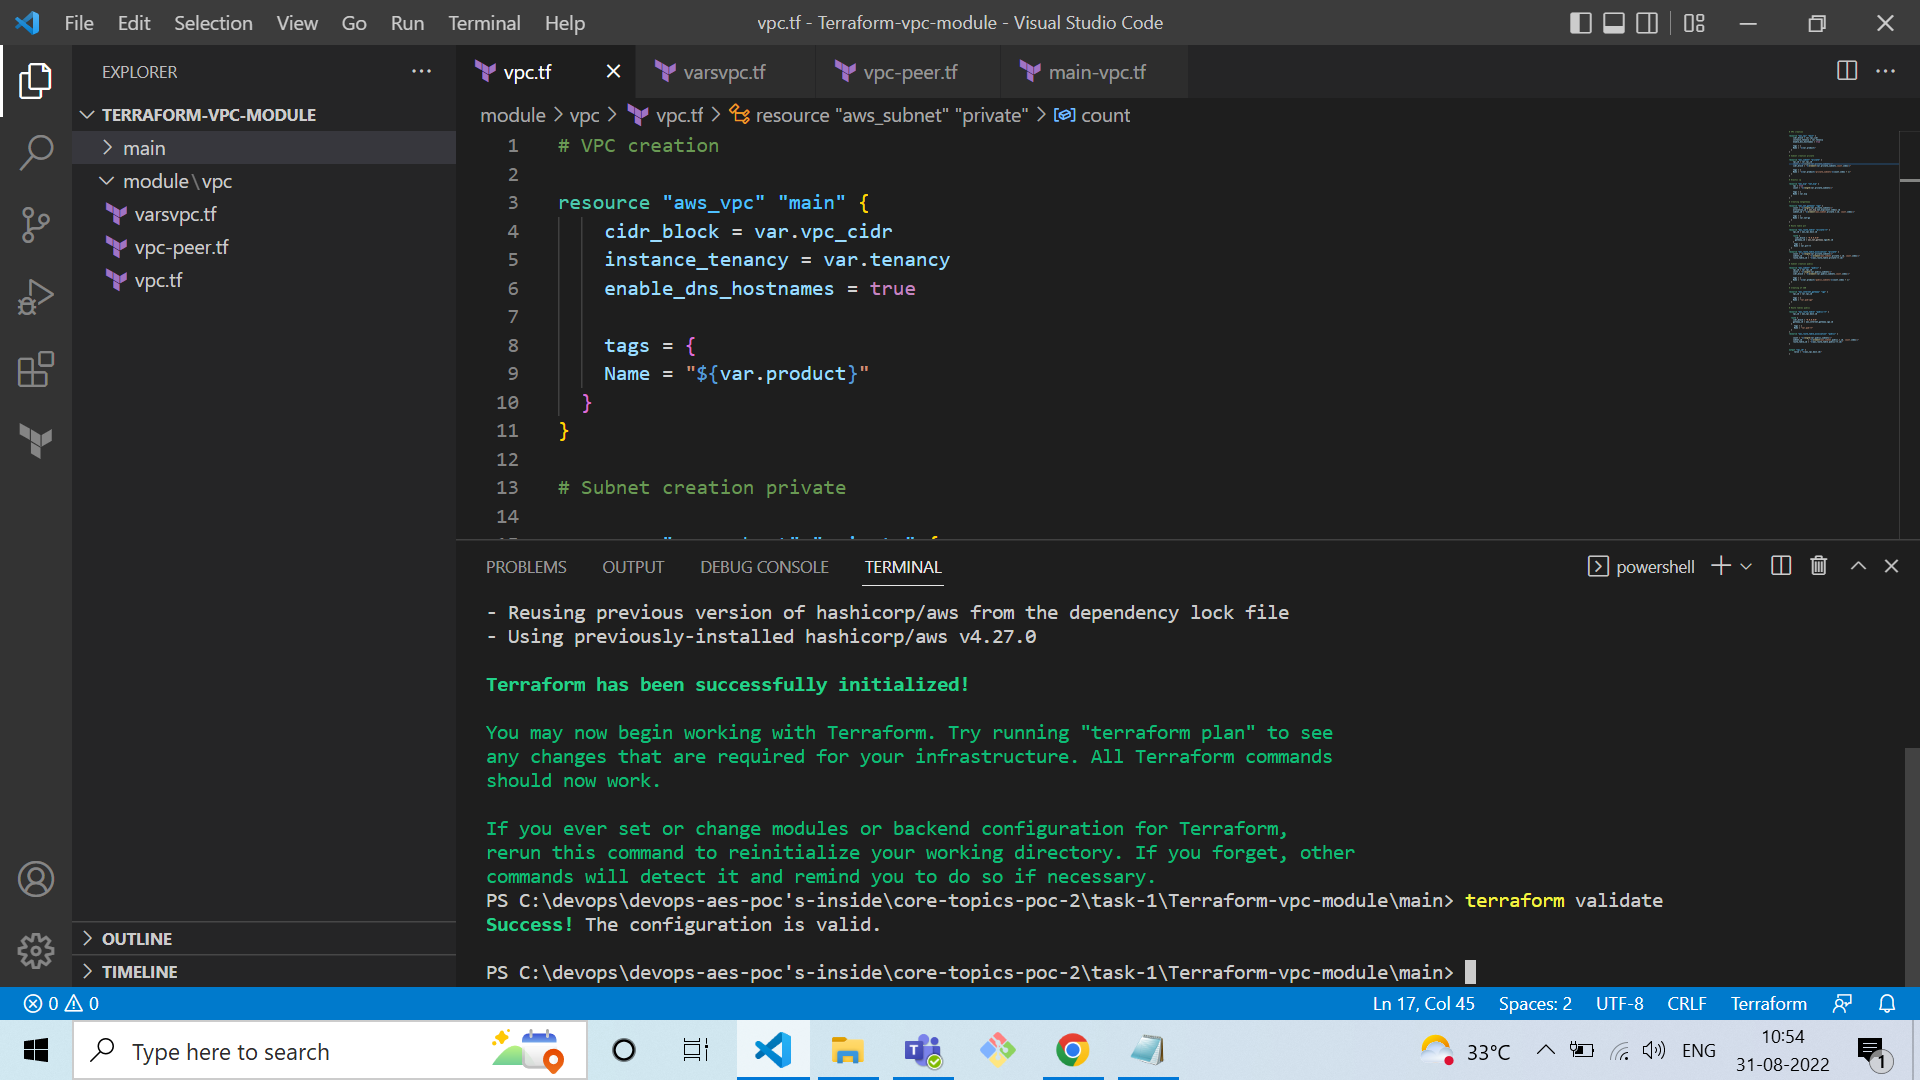 File Edit Selection View Go Run Terminal Help
vpc.tf - Terraform-vpc-module - Visual Studio Code
EXPLORER
TERRAFORM-VPC-MODULE
main
module\vpc
varsvpc.tf
vpc-peer.tf
vpc.tf
OUTLINE
TIMELINE
vpc.tf varsvpc.tf vpc-peer.tf main-vpc.tf
module > vpc > vpc.tf > resource "aws_subnet" "private" > count
1 # VPC creation
2
3 resource "aws_vpc" "main" {
4 cidr_block = var.vpc_cidr
5 instance_tenancy = var.tenancy
6 enable_dns_hostnames = true
7
8 tags = {
9 Name = "${var.product}"
10 }
11 }
12
13 # Subnet creation private
14
PROBLEMS OUTPUT DEBUG CONSOLE TERMINAL
powershell
- Reusing previous version of hashicorp/aws from the dependency lock file
- Using previously-installed hashicorp/aws v4.27.0
Terraform has been successfully initialized!
You may now begin working with Terraform. Try running "terraform plan" to see
any changes that are required for your infrastructure. All Terraform commands
should now work.
If you ever set or change modules or backend configuration for Terraform,
rerun this command to reinitialize your working directory. If you forget, other
commands will detect it and remind you to do so if necessary.
PS C:\devops\devops-aes-poc's-inside\core-topics-poc-2\task-1\Terraform-vpc-module\main> terraform validate
Success! The configuration is valid.
PS C:\devops\devops-aes-poc's-inside\core-topics-poc-2\task-1\Terraform-vpc-module\main>
0 0
Ln 17, Col 45 Spaces: 2 UTF-8 CRLF Terraform
Type here to search
33°C
ENG
10:54
31-08-2022
1